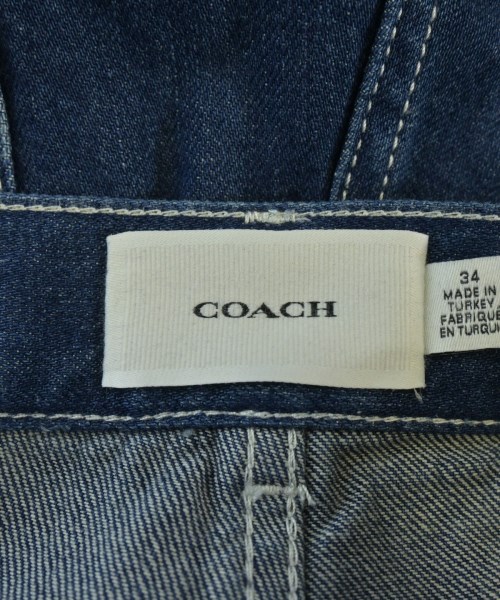 COACH
34
MADE IN
TURKEY
FABRIQUÉ
EN TURQUI